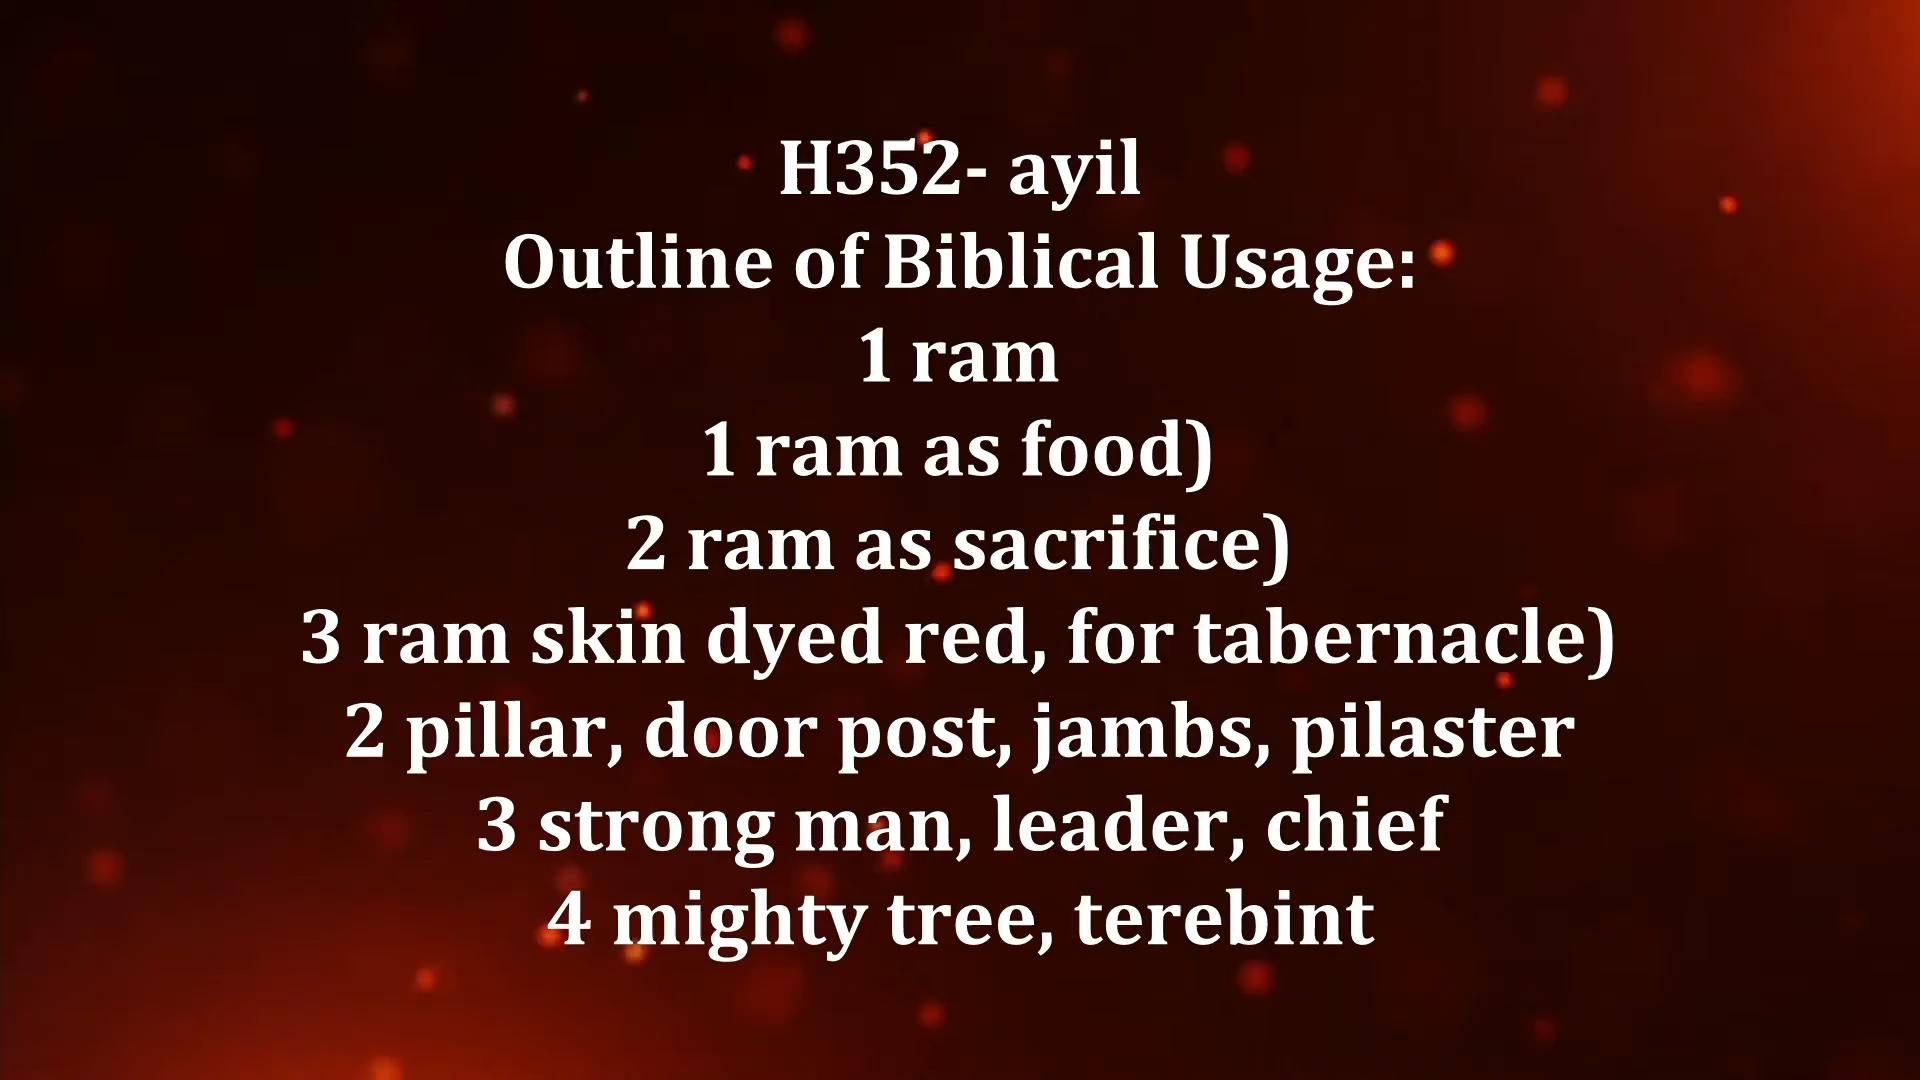 H352- ayil
Outline of Biblical Usage:
1 ram
1 ram as food)
2 ram as sacrifice)
3 ram skin dyed red, for tabernacle)
2 pillar, door post, jambs, pilaster
3 strong man, leader, chief
4 mighty tree, terebint